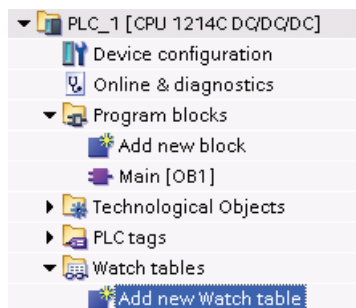 PLC_1 [CPU 1214C DC/DC/DC]
Device configuration
Online & diagnostics
Program blocks
Add new block
Main [OB1]
Technological Objects
PLC tags
Watch tables
Add new Watch table